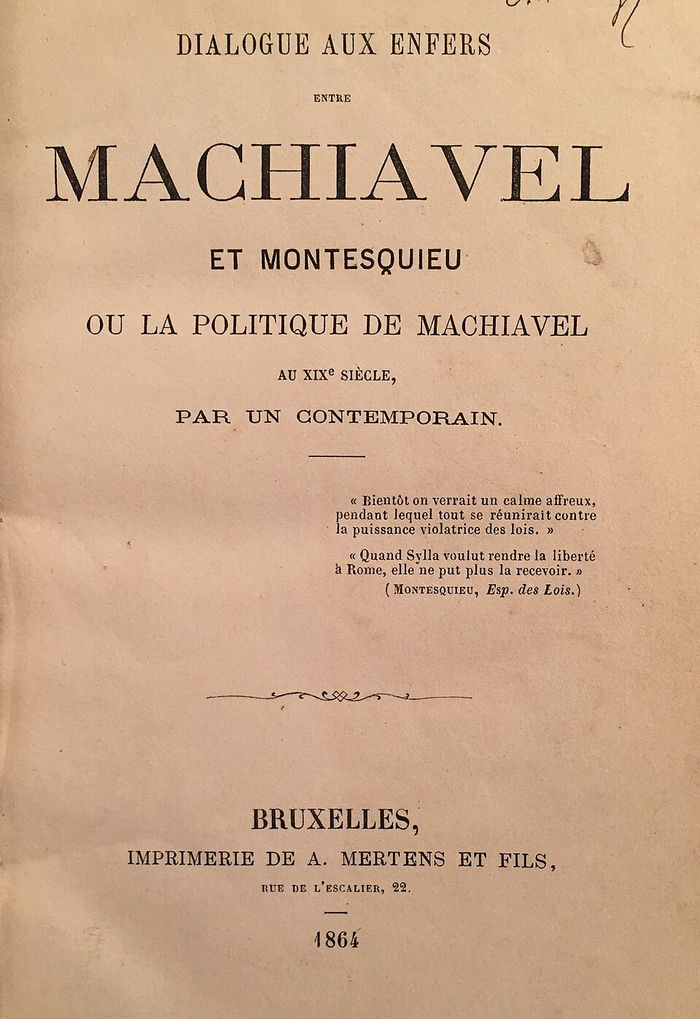 DIALOGUE AUX ENFERS
ENTRE
MACHIAVEL
ET MONTESQUIEU
OU LA POLITIQUE DE MACHIAVEL
AU XIXe SIÈCLE,
PAR UN CONTEMPORAIN.
« Bientôt on verrait un calme affreux,
pendant lequel tout se réunirait contre
la puissance violatrice des lois. »
« Quand Sylla voulut rendre la liberté
à Rome, elle ne put plus la recevoir. »
(MONTESQUIEU, Esp. des Lois.)
BRUXELLES,
IMPRIMERIE DE A. MERTENS ET FILS,
RUE DE L'ESCALIER, 22.
1864